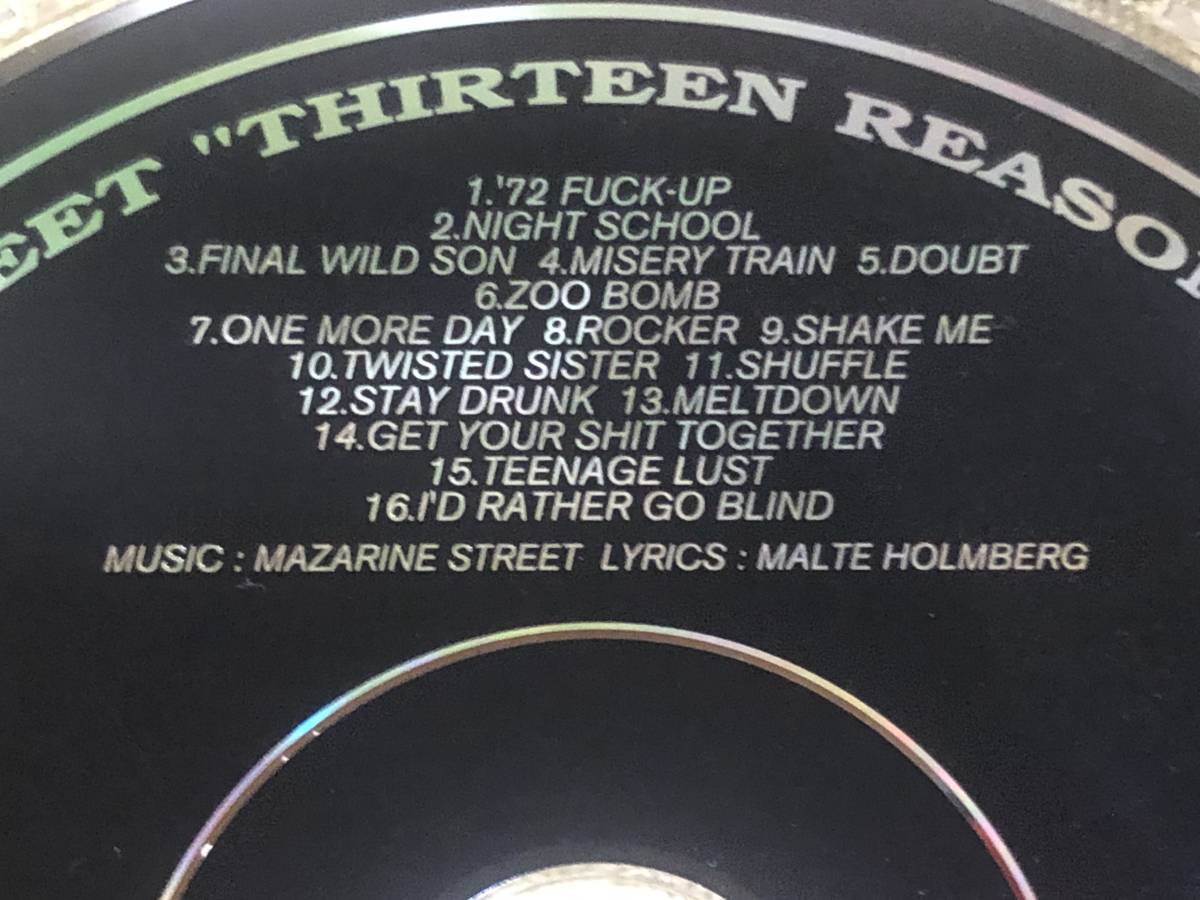 EET "THIRTEEN REASON
1.'72 FUCK-UP
2.NIGHT SCHOOL
3.FINAL WILD SON 4.MISERY TRAIN 5.DOUBT
6.ZOO BOMB
7.ONE MORE DAY 8.ROCKER 9.SHAKE ME
10.TWISTED SISTER 11.SHUFFLE
12.STAY DRUNK 13.MELTDOWN
14.GET YOUR SHIT TOGETHER
15.TEENAGE LUST
16.I'D RATHER GO BLIND
MUSIC : MAZARINE STREET LYRICS : MALTE HOLMBERG